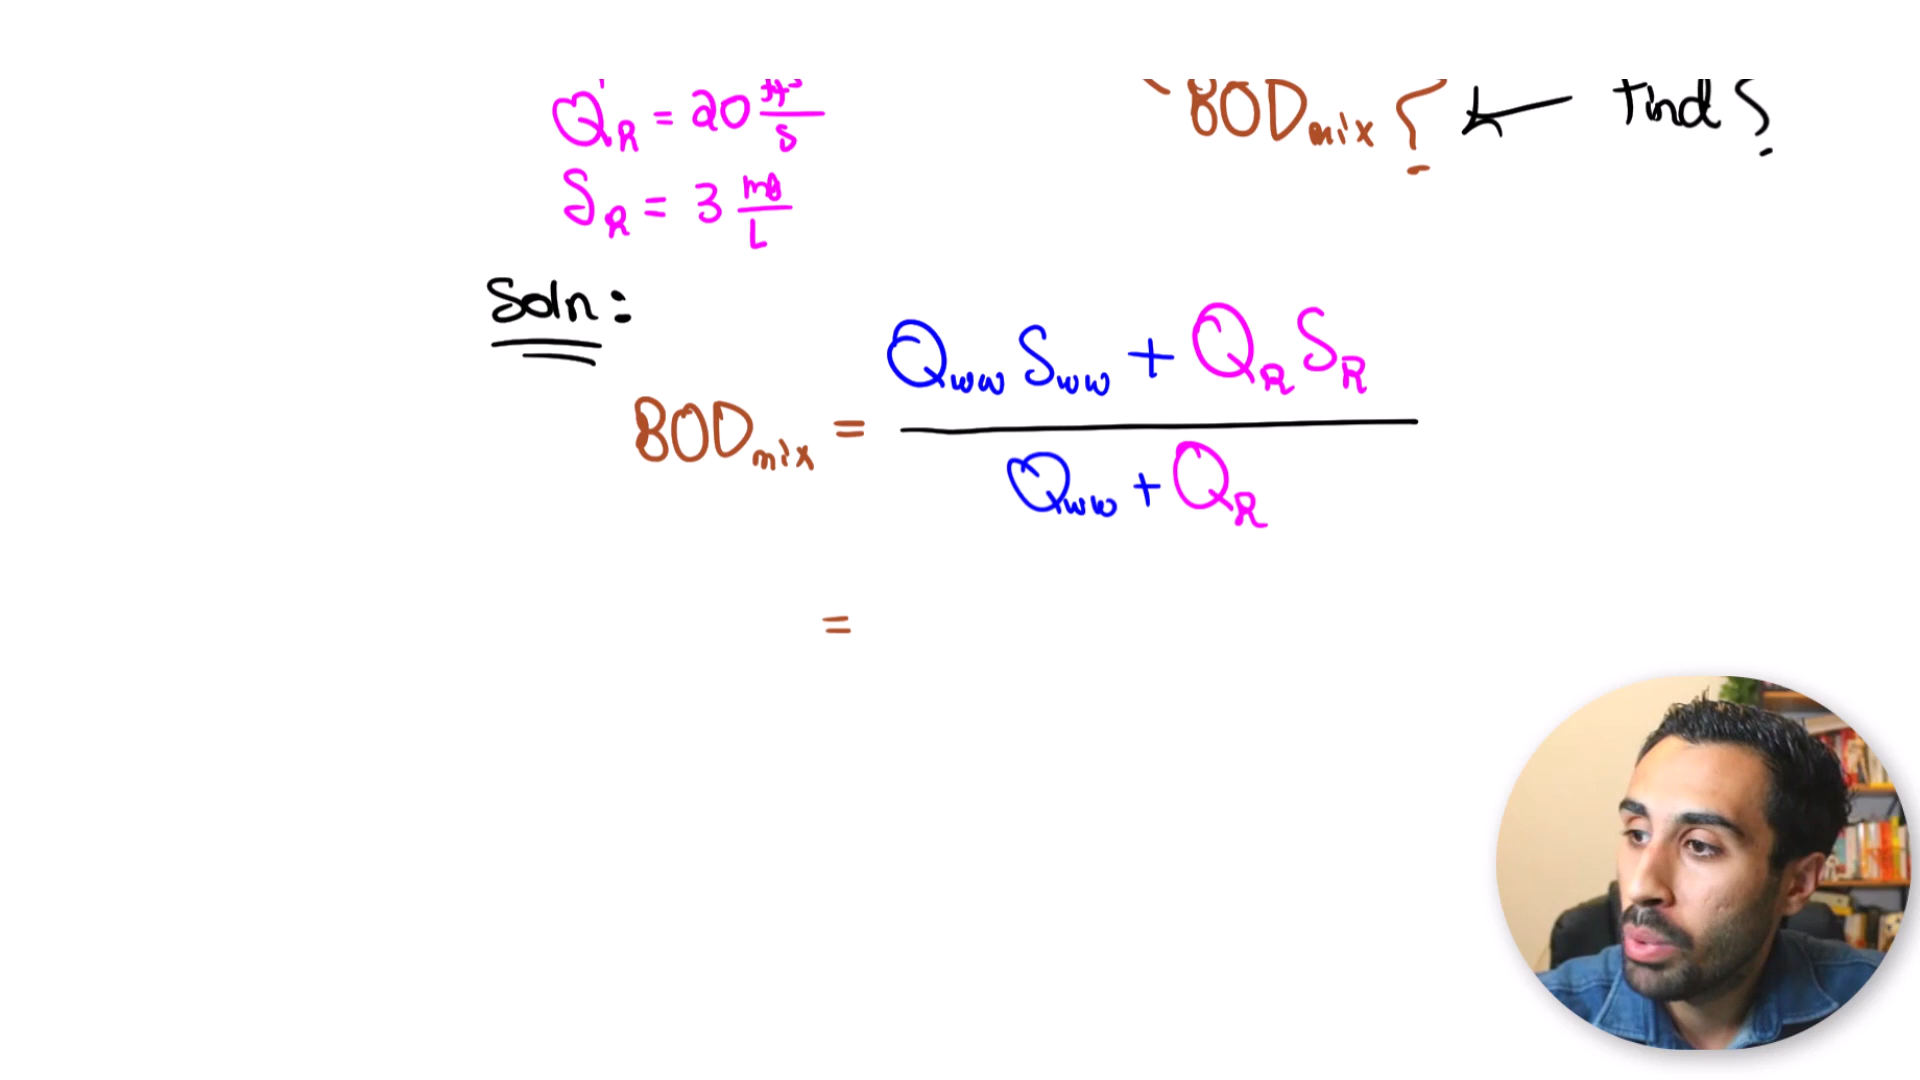 Q_R = 20 ft³/s
BOD_mix ? ← Find ?
S_R = 3 mg/L
Soln:
BOD_mix = (Q_ww S_ww + Q_R S_R) / (Q_ww + Q_R)
=